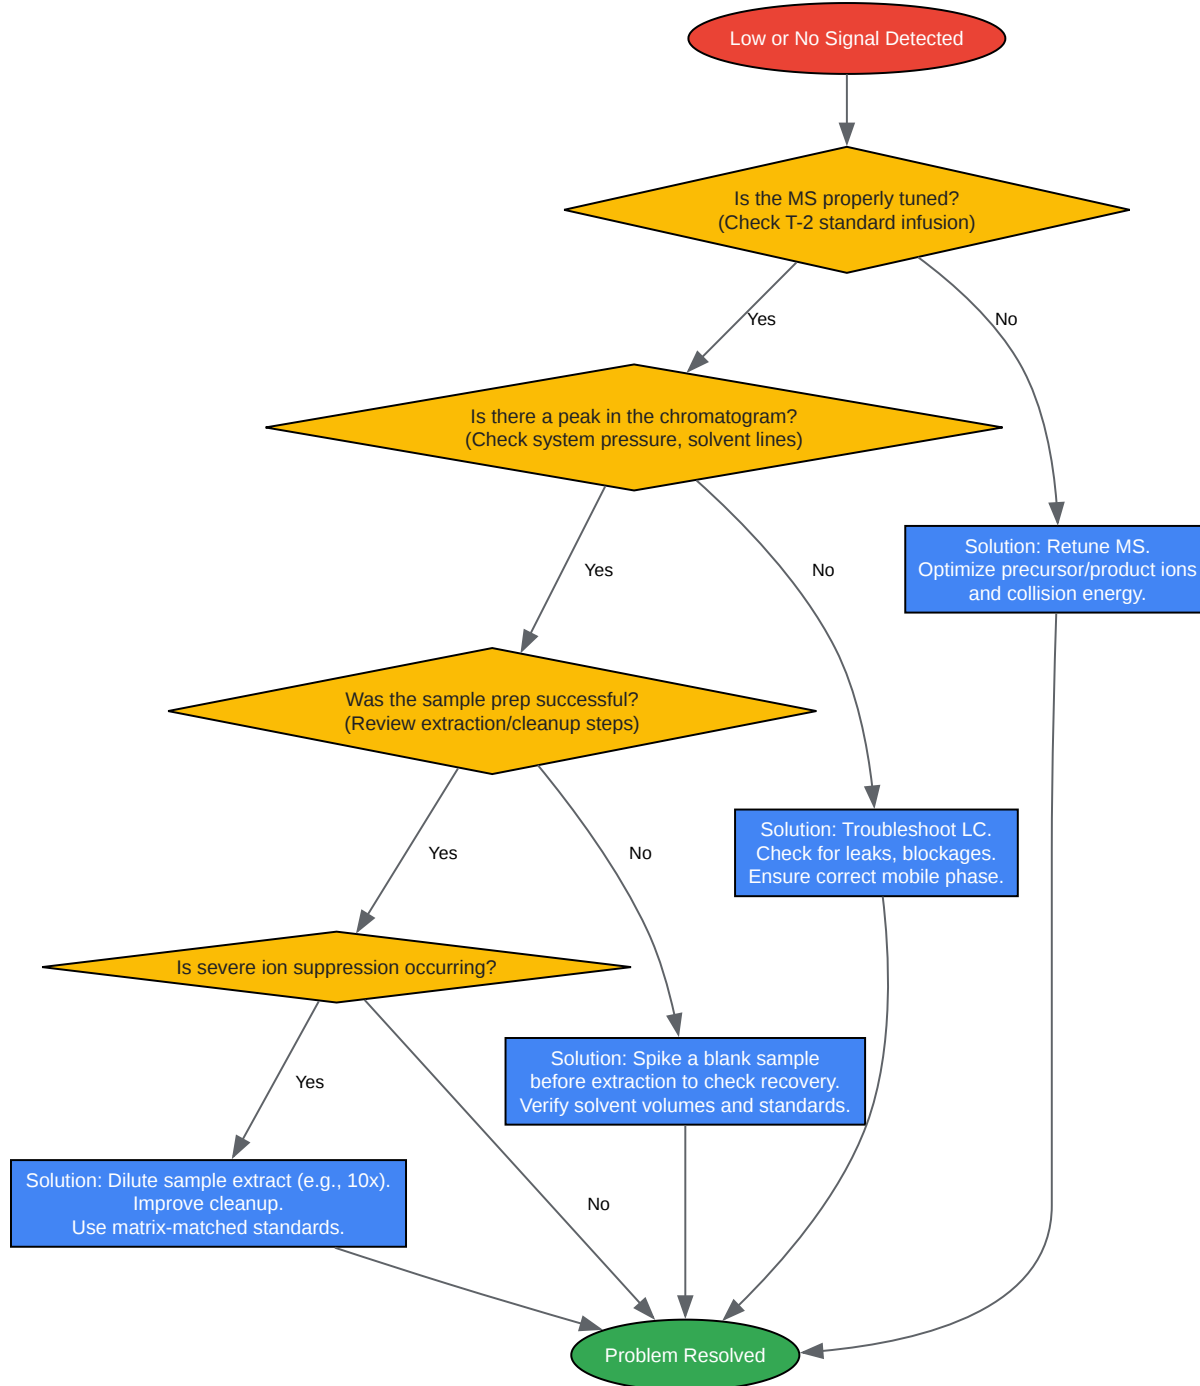 Low or No Signal Detected
Is the MS properly tuned?
(Check T-2 standard infusion)
Yes
No
Is there a peak in the chromatogram?
(Check system pressure, solvent lines)
Yes
No
Solution: Retune MS.
Optimize precursor/product ions
and collision energy.
Was the sample prep successful?
(Review extraction/cleanup steps)
Yes
No
Solution: Troubleshoot LC.
Check for leaks, blockages.
Ensure correct mobile phase.
Is severe ion suppression occurring?
Yes
No
Solution: Spike a blank sample
before extraction to check recovery.
Verify solvent volumes and standards.
Solution: Dilute sample extract (e.g., 10x).
Improve cleanup.
Use matrix-matched standards.
Problem Resolved